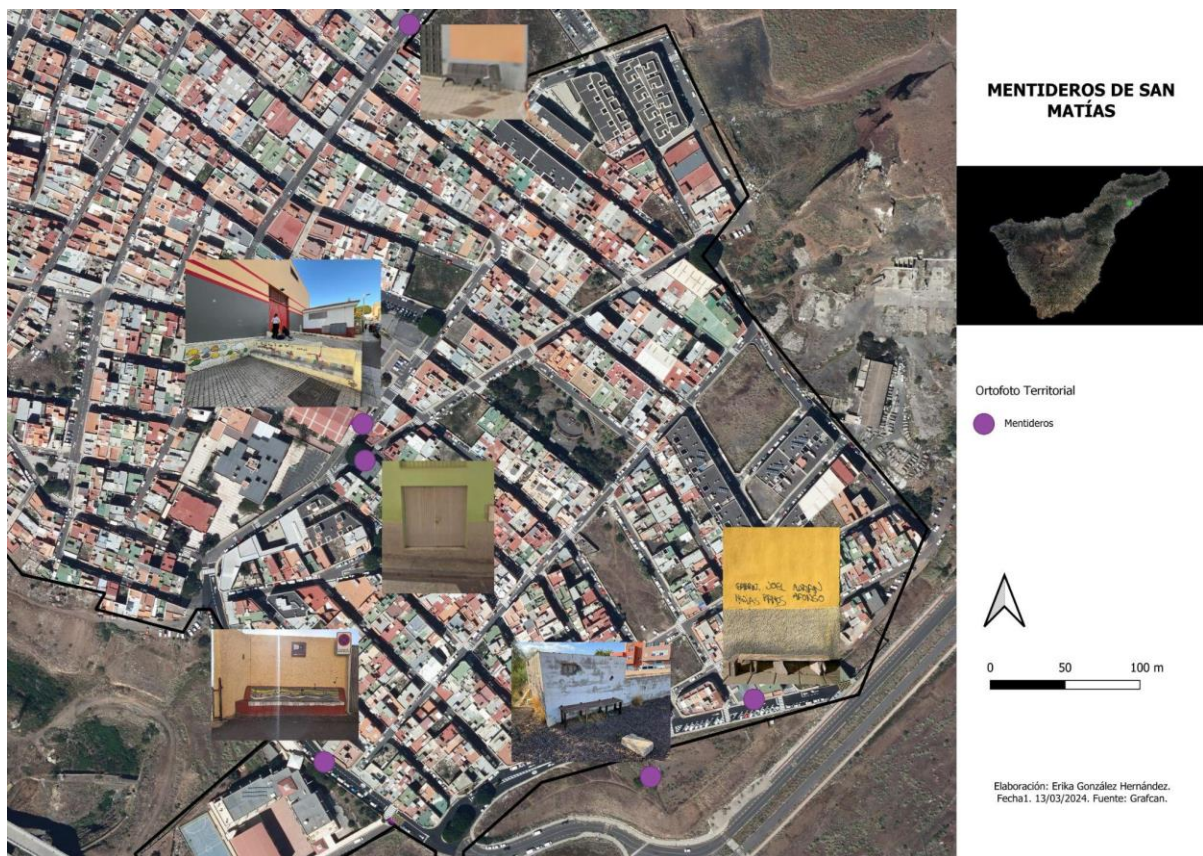 MENTIDEROS DE SAN
MATÍAS
Ortofoto Territorial
Mentideros
0 50 100 m
Elaboración: Erika González Hernández.
Fecha1. 13/03/2024. Fuente: Grafcan.
JOEL